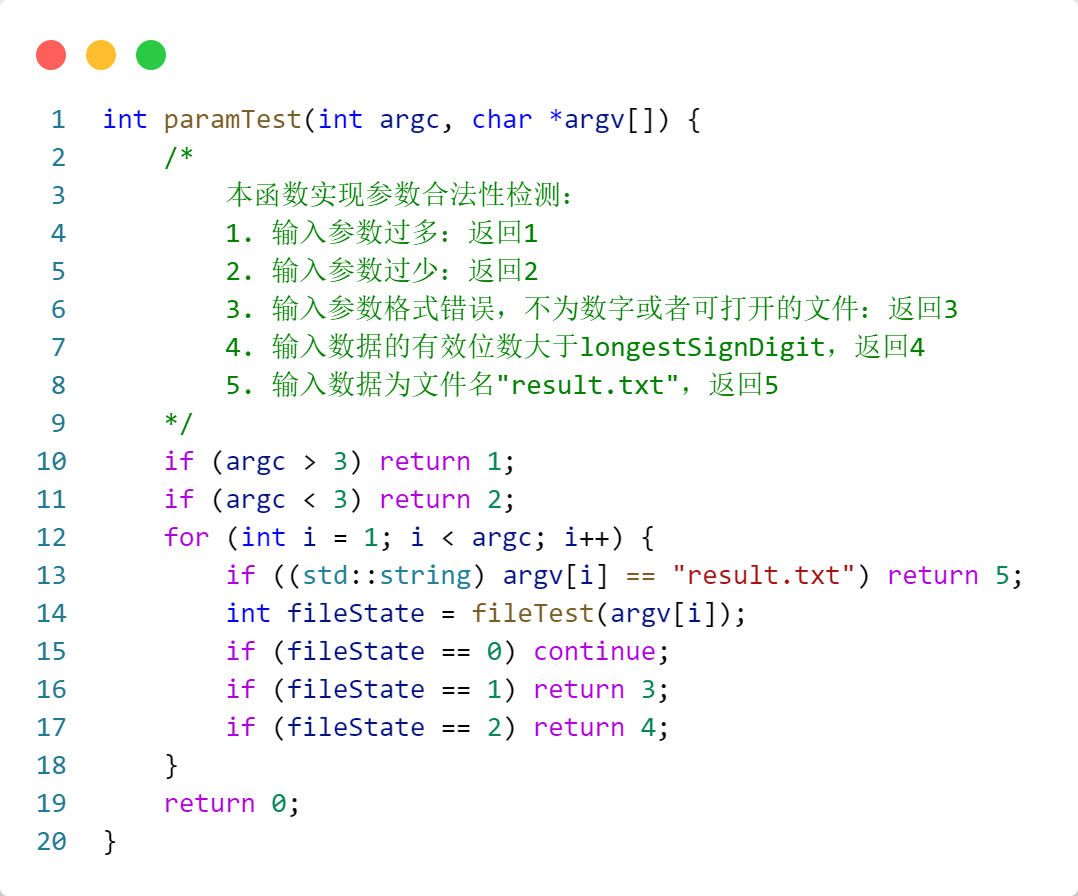 1 int paramTest(int argc, char *argv[]) {
2     /*
3         本函数实现参数合法性检测：
4         1. 输入参数过多：返回1
5         2. 输入参数过少：返回2
6         3. 输入参数格式错误，不为数字或者可打开的文件：返回3
7         4. 输入数据的有效位数大于longestSignDigit，返回4
8         5. 输入数据为文件名"result.txt"，返回5
9     */
10     if (argc > 3) return 1;
11     if (argc < 3) return 2;
12     for (int i = 1; i < argc; i++) {
13         if ((std::string) argv[i] == "result.txt") return 5;
14         int fileState = fileTest(argv[i]);
15         if (fileState == 0) continue;
16         if (fileState == 1) return 3;
17         if (fileState == 2) return 4;
18     }
19     return 0;
20 }